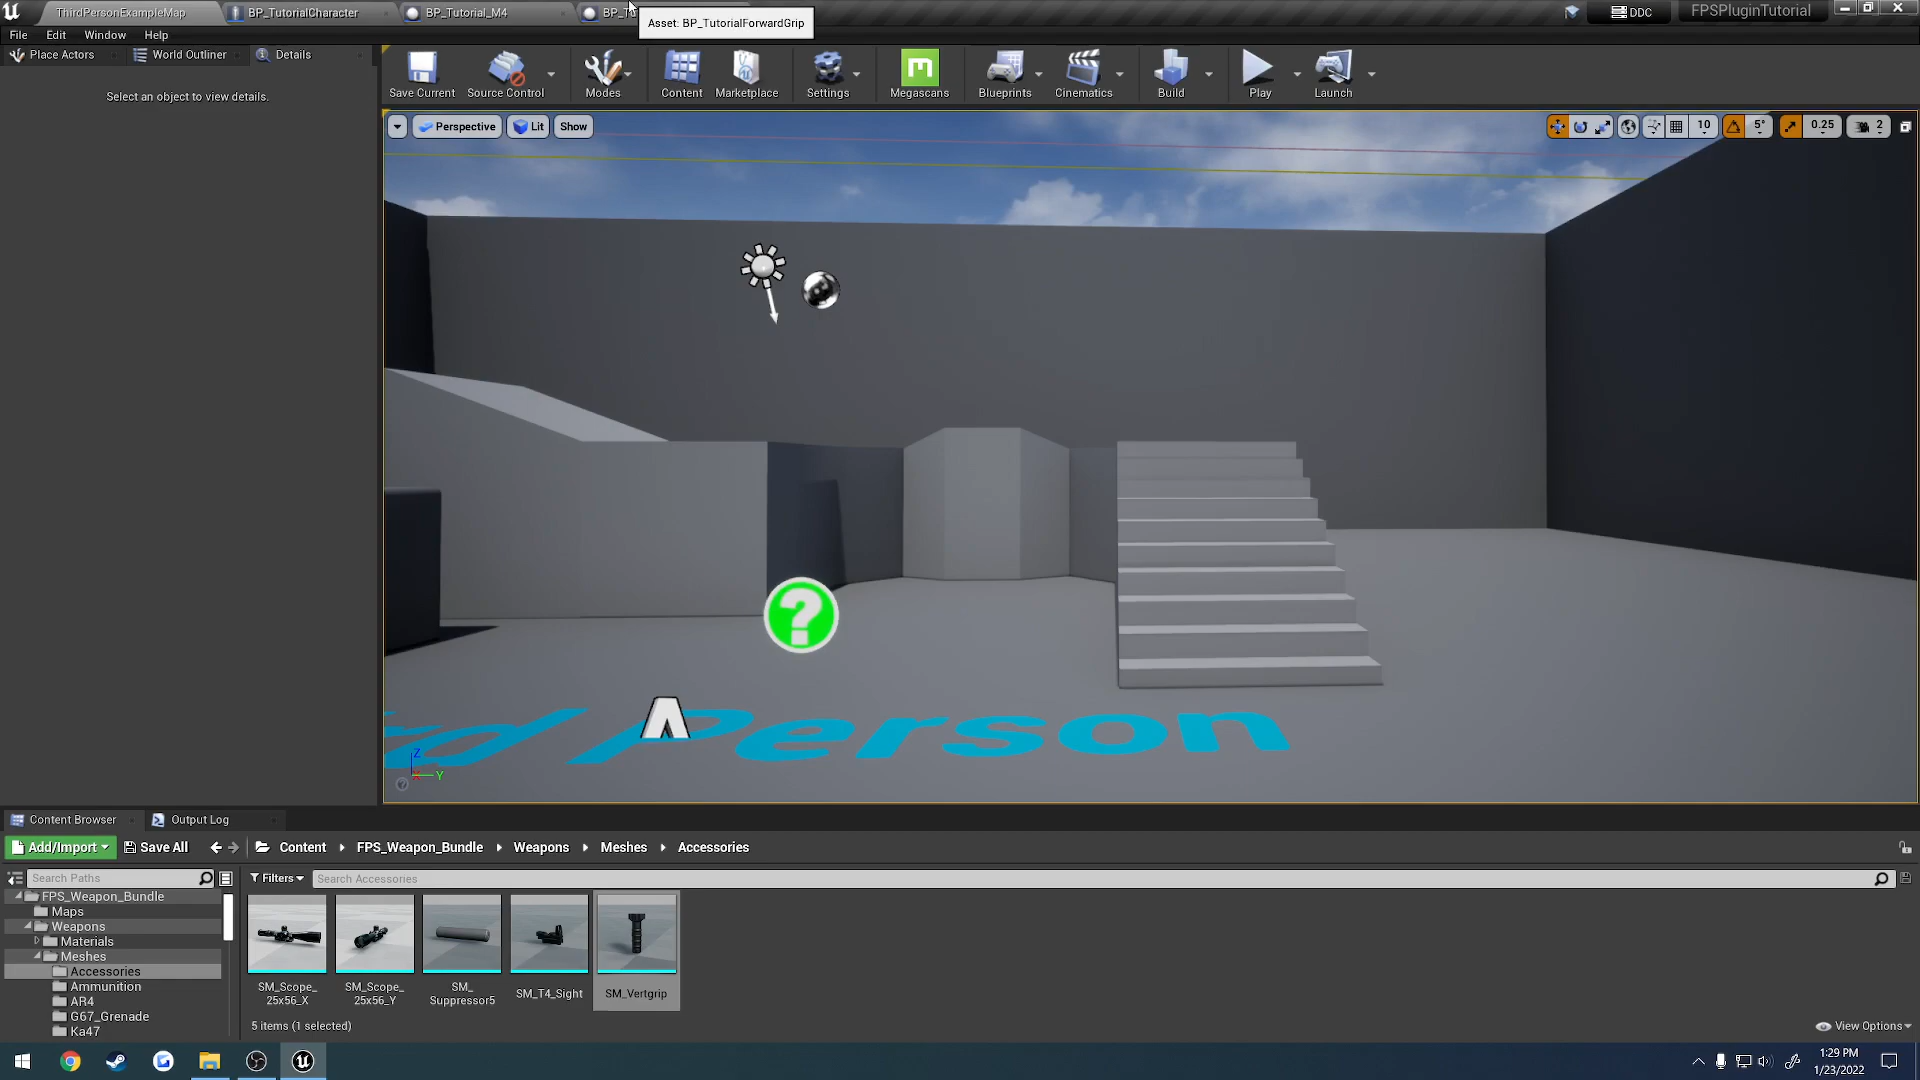 ThirdPersonExampleMap
BP_TutorialCharacter
BP_Tutorial_M4
Asset: BP_TutorialForwardGrip
DDC
FPSPluginTutorial
File Edit Window Help
Place Actors
World Outliner
Details
Select an object to view details.
Save Current
Source Control
Modes
Content
Marketplace
Settings
Megascans
Blueprints
Cinematics
Build
Play
Launch
Perspective
Lit
Show
10
5°
0.25
2
Person
Z
Y
Content Browser
Output Log
Add/Import
Save All
Content
FPS_Weapon_Bundle
Weapons
Meshes
Accessories
Search Paths
Filters
Search Accessories
FPS_Weapon_Bundle
Maps
Weapons
Materials
Meshes
Accessories
Ammunition
AR4
G67_Grenade
Ka47
SM_Scope_
25x56_X
SM_Scope_
25x56_Y
SM_
Suppressor5
SM_T4_Sight
SM_Vertgrip
5 items (1 selected)
View Options
1:29 PM
1/23/2022